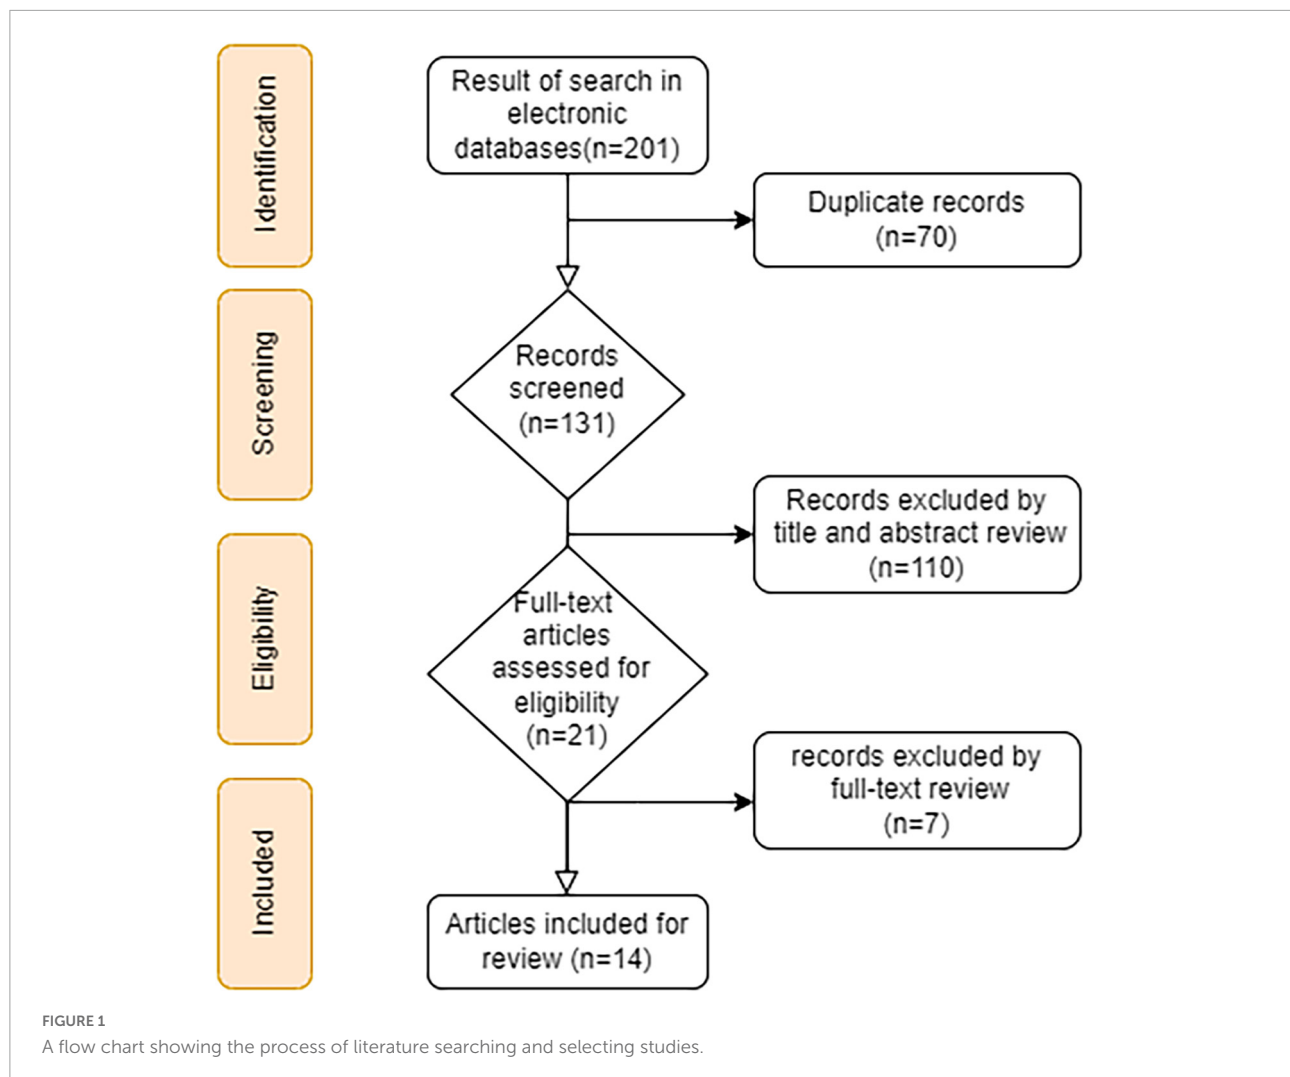 Identification
Result of search in
electronic
databases(n=201)
Duplicate records
(n=70)
Screening
Records
screened
(n=131)
Records excluded by
title and abstract review
(n=110)
Eligibility
Full-text
articles
assessed for
eligibility
(n=21)
records excluded by
full-text review
(n=7)
Included
Articles included for
review (n=14)
FIGURE 1
A flow chart showing the process of literature searching and selecting studies.